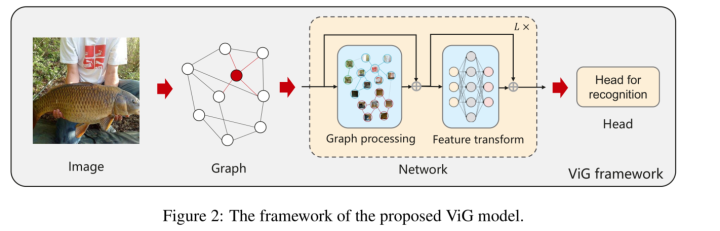 L ×
Head for
recognition
Graph processing
Feature transform
Head
Image
Graph
Network
ViG framework
Figure 2: The framework of the proposed ViG model.